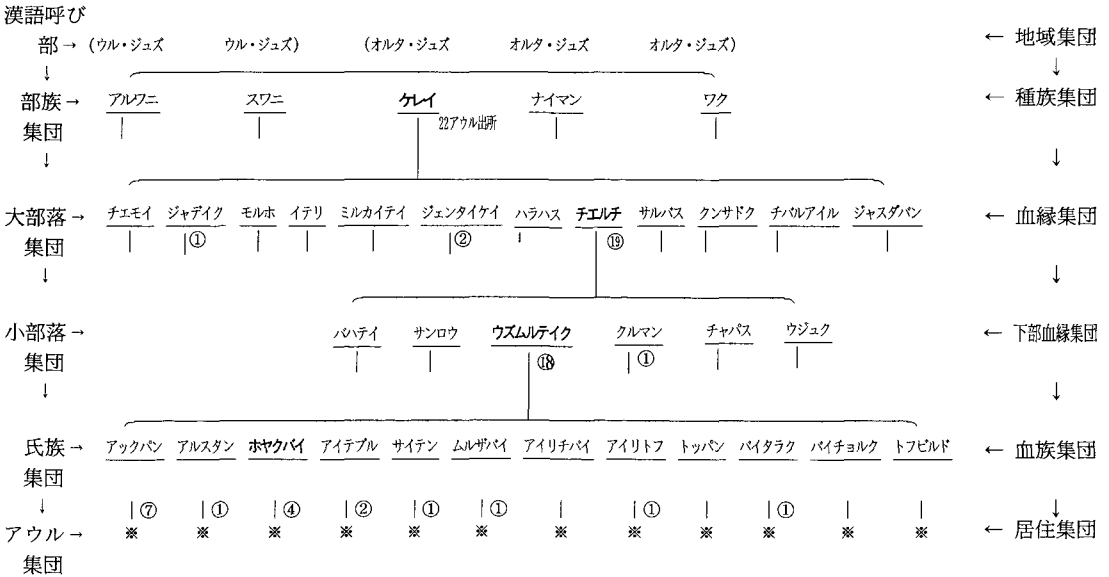 漢語呼び
部→ (ウル・ジュズ ウル・ジュズ) (オルタ・ジュズ オルタ・ジュズ オルタ・ジュズ) ← 地域集団
↓ ↓
部族→ アルワニ スワニ ケレイ ナイマン ワク ← 種族集団
集団 22アウル出所
↓ ↓
大部落→ チエモイ ジャデイク モルホ イテリ ミルカイテイ ジェンタイケイ ハラハス チエルチ サルバス クンサドク チバルアイル ジャスダバン ← 血縁集団
集団 ① ② ⑲
↓ ↓
小部落→ バハテイ サンロウ ウズムルテイク クルマン チャパス ウジュク ← 下部血縁集団
集団 ⑱ ①
↓ ↓
氏族→ アックパン アルスタン ホヤクバイ アイテブル サイテン ムルザバイ アイリチバイ アイリトフ トッパン バイタラク バイチョルク トフビルド ← 血族集団
集団
↓ ⑦ ① ④ ② ① ① ① ① ↓
アウル→ ※ ※ ※ ※ ※ ※ ※ ※ ※ ※ ※ ※ ← 居住集団
集団